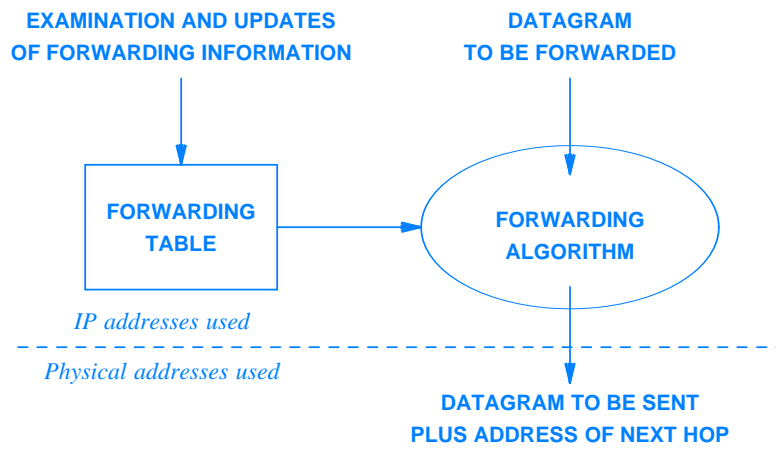 EXAMINATION AND UPDATES
OF FORWARDING INFORMATION
DATAGRAM
TO BE FORWARDED
FORWARDING
TABLE
FORWARDING
ALGORITHM
IP addresses used
Physical addresses used
DATAGRAM TO BE SENT
PLUS ADDRESS OF NEXT HOP